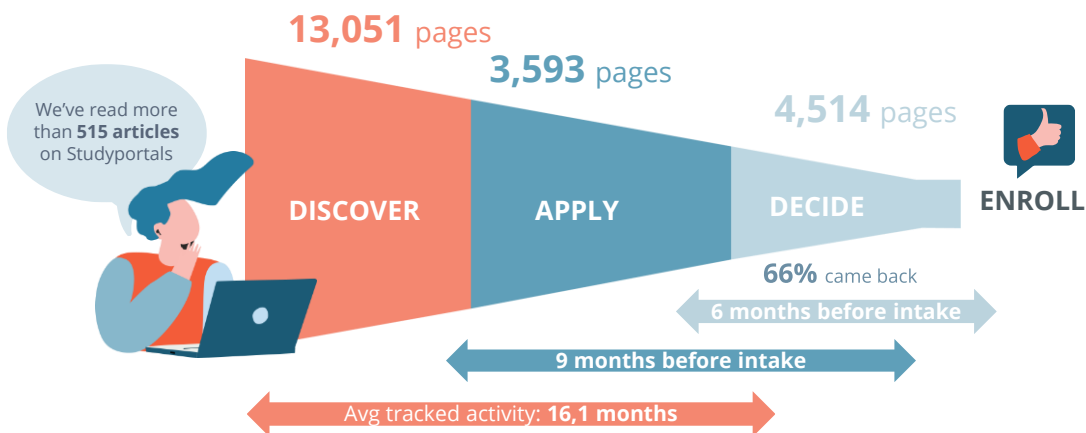 13,051 pages
3,593 pages
4,514 pages
We've read more
than 515 articles
on Studyportals
DISCOVER
APPLY
DECIDE
ENROLL
66% came back
6 months before intake
9 months before intake
Avg tracked activity: 16,1 months